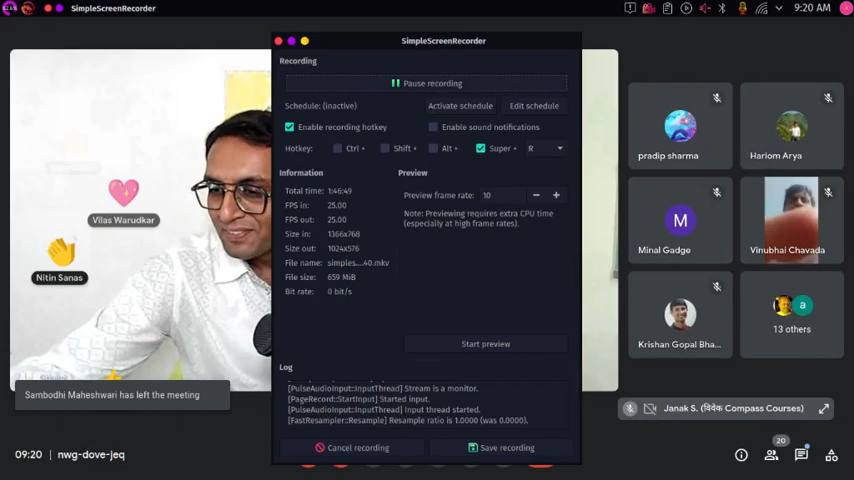 SimpleScreenRecorder
9:20 AM
SimpleScreenRecorder
Recording
Pause recording
Schedule: (inactive)
Activate schedule
Edit schedule
Enable recording hotkey
Enable sound notifications
Hotkey:
Ctrl +
Shift +
Alt +
Super +
R
Information
Total time: 1:46:49
FPS in: 25.00
FPS out: 25.00
Size in: 1366x768
Size out: 1024x576
File name: simples....40.mkv
File size: 659 MiB
Bit rate: 0 bit/s
Preview
Preview frame rate: 10
Note: Previewing requires extra CPU time
(especially at high frame rates).
Start preview
Log
[PulseAudioInput::InputThread] Stream is a monitor.
[PageRecord::StartInput] Started input.
[PulseAudioInput::InputThread] Input thread started.
[FastResampler::Resample] Resample ratio is 1.0000 (was 0.0000).
Cancel recording
Save recording
Vilas Warudkar
Nitin Sanas
Sambodhi Maheshwari has left the meeting
pradip sharma
Hariom Arya
M
Minal Gadge
Vinubhai Chavada
Krishan Gopal Bha...
a
13 others
Janak S. (विवेक Compass Courses)
09:20
nwg-dove-jeq
20